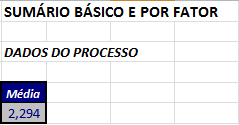 SUMÁRIO BÁSICO E POR FATOR
DADOS DO PROCESSO
Média
2,294